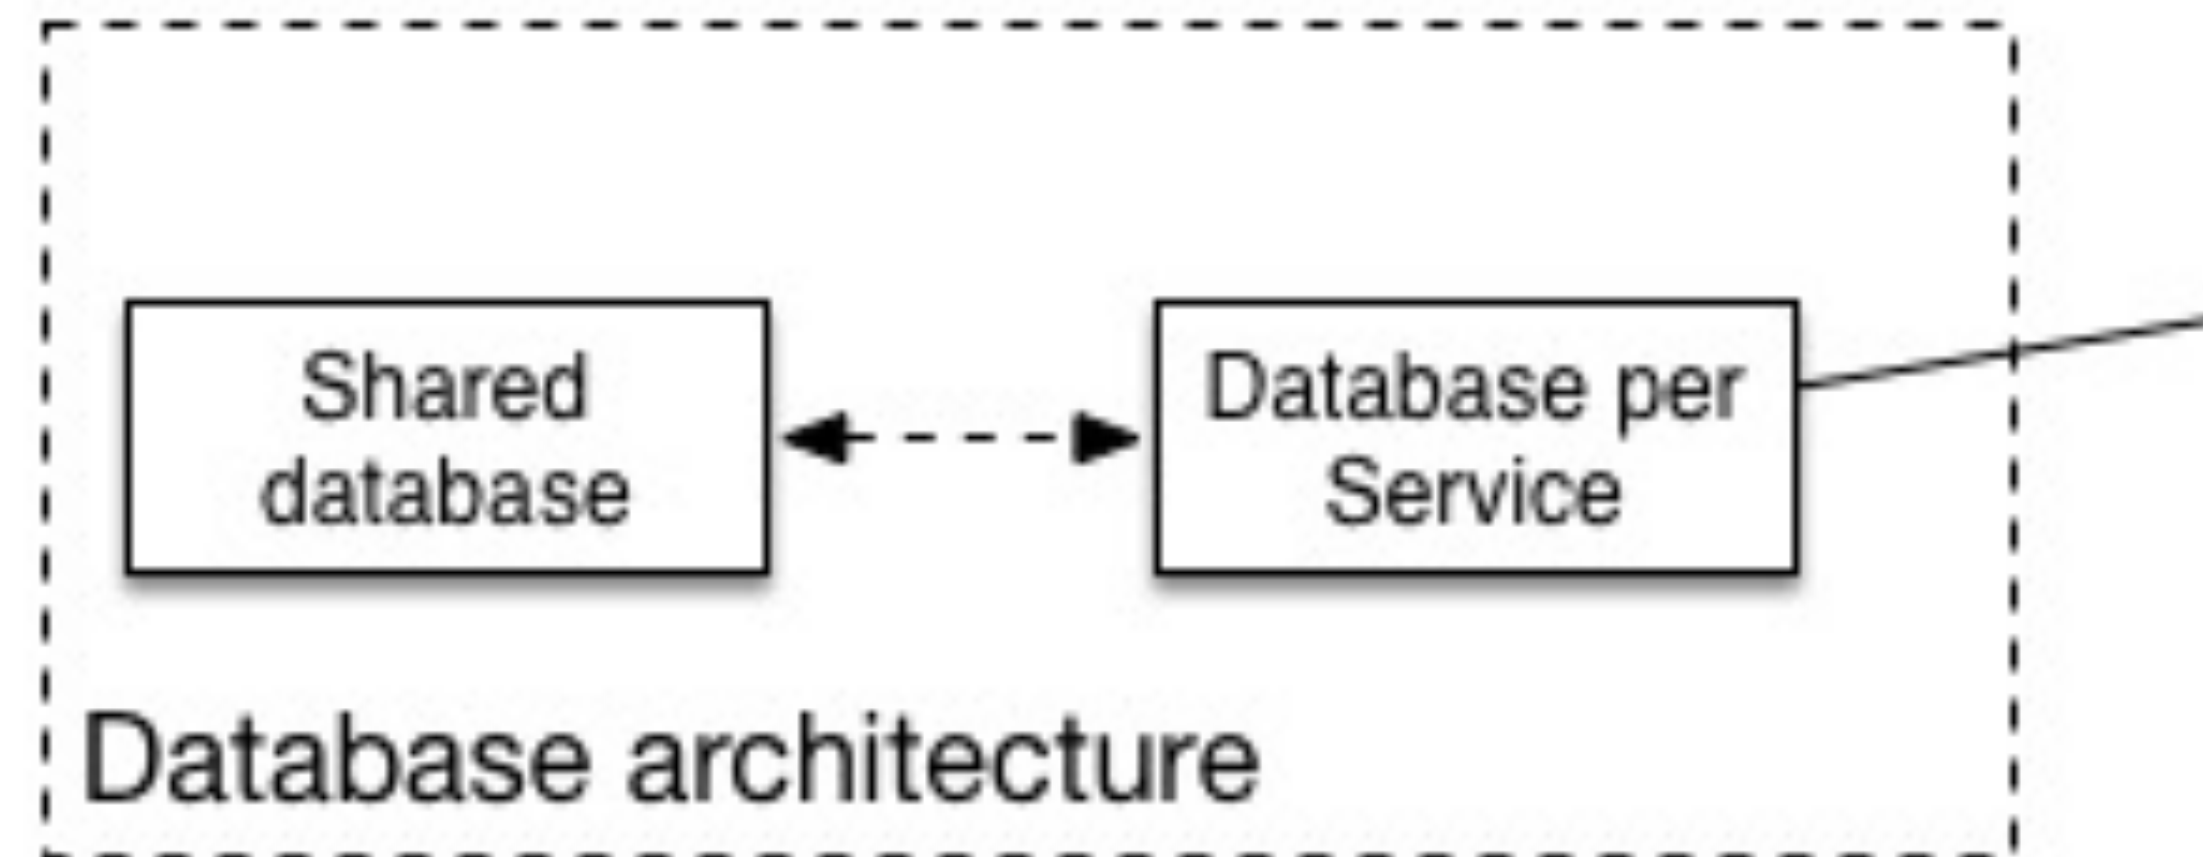 Shared
database
Database per
Service
Database architecture